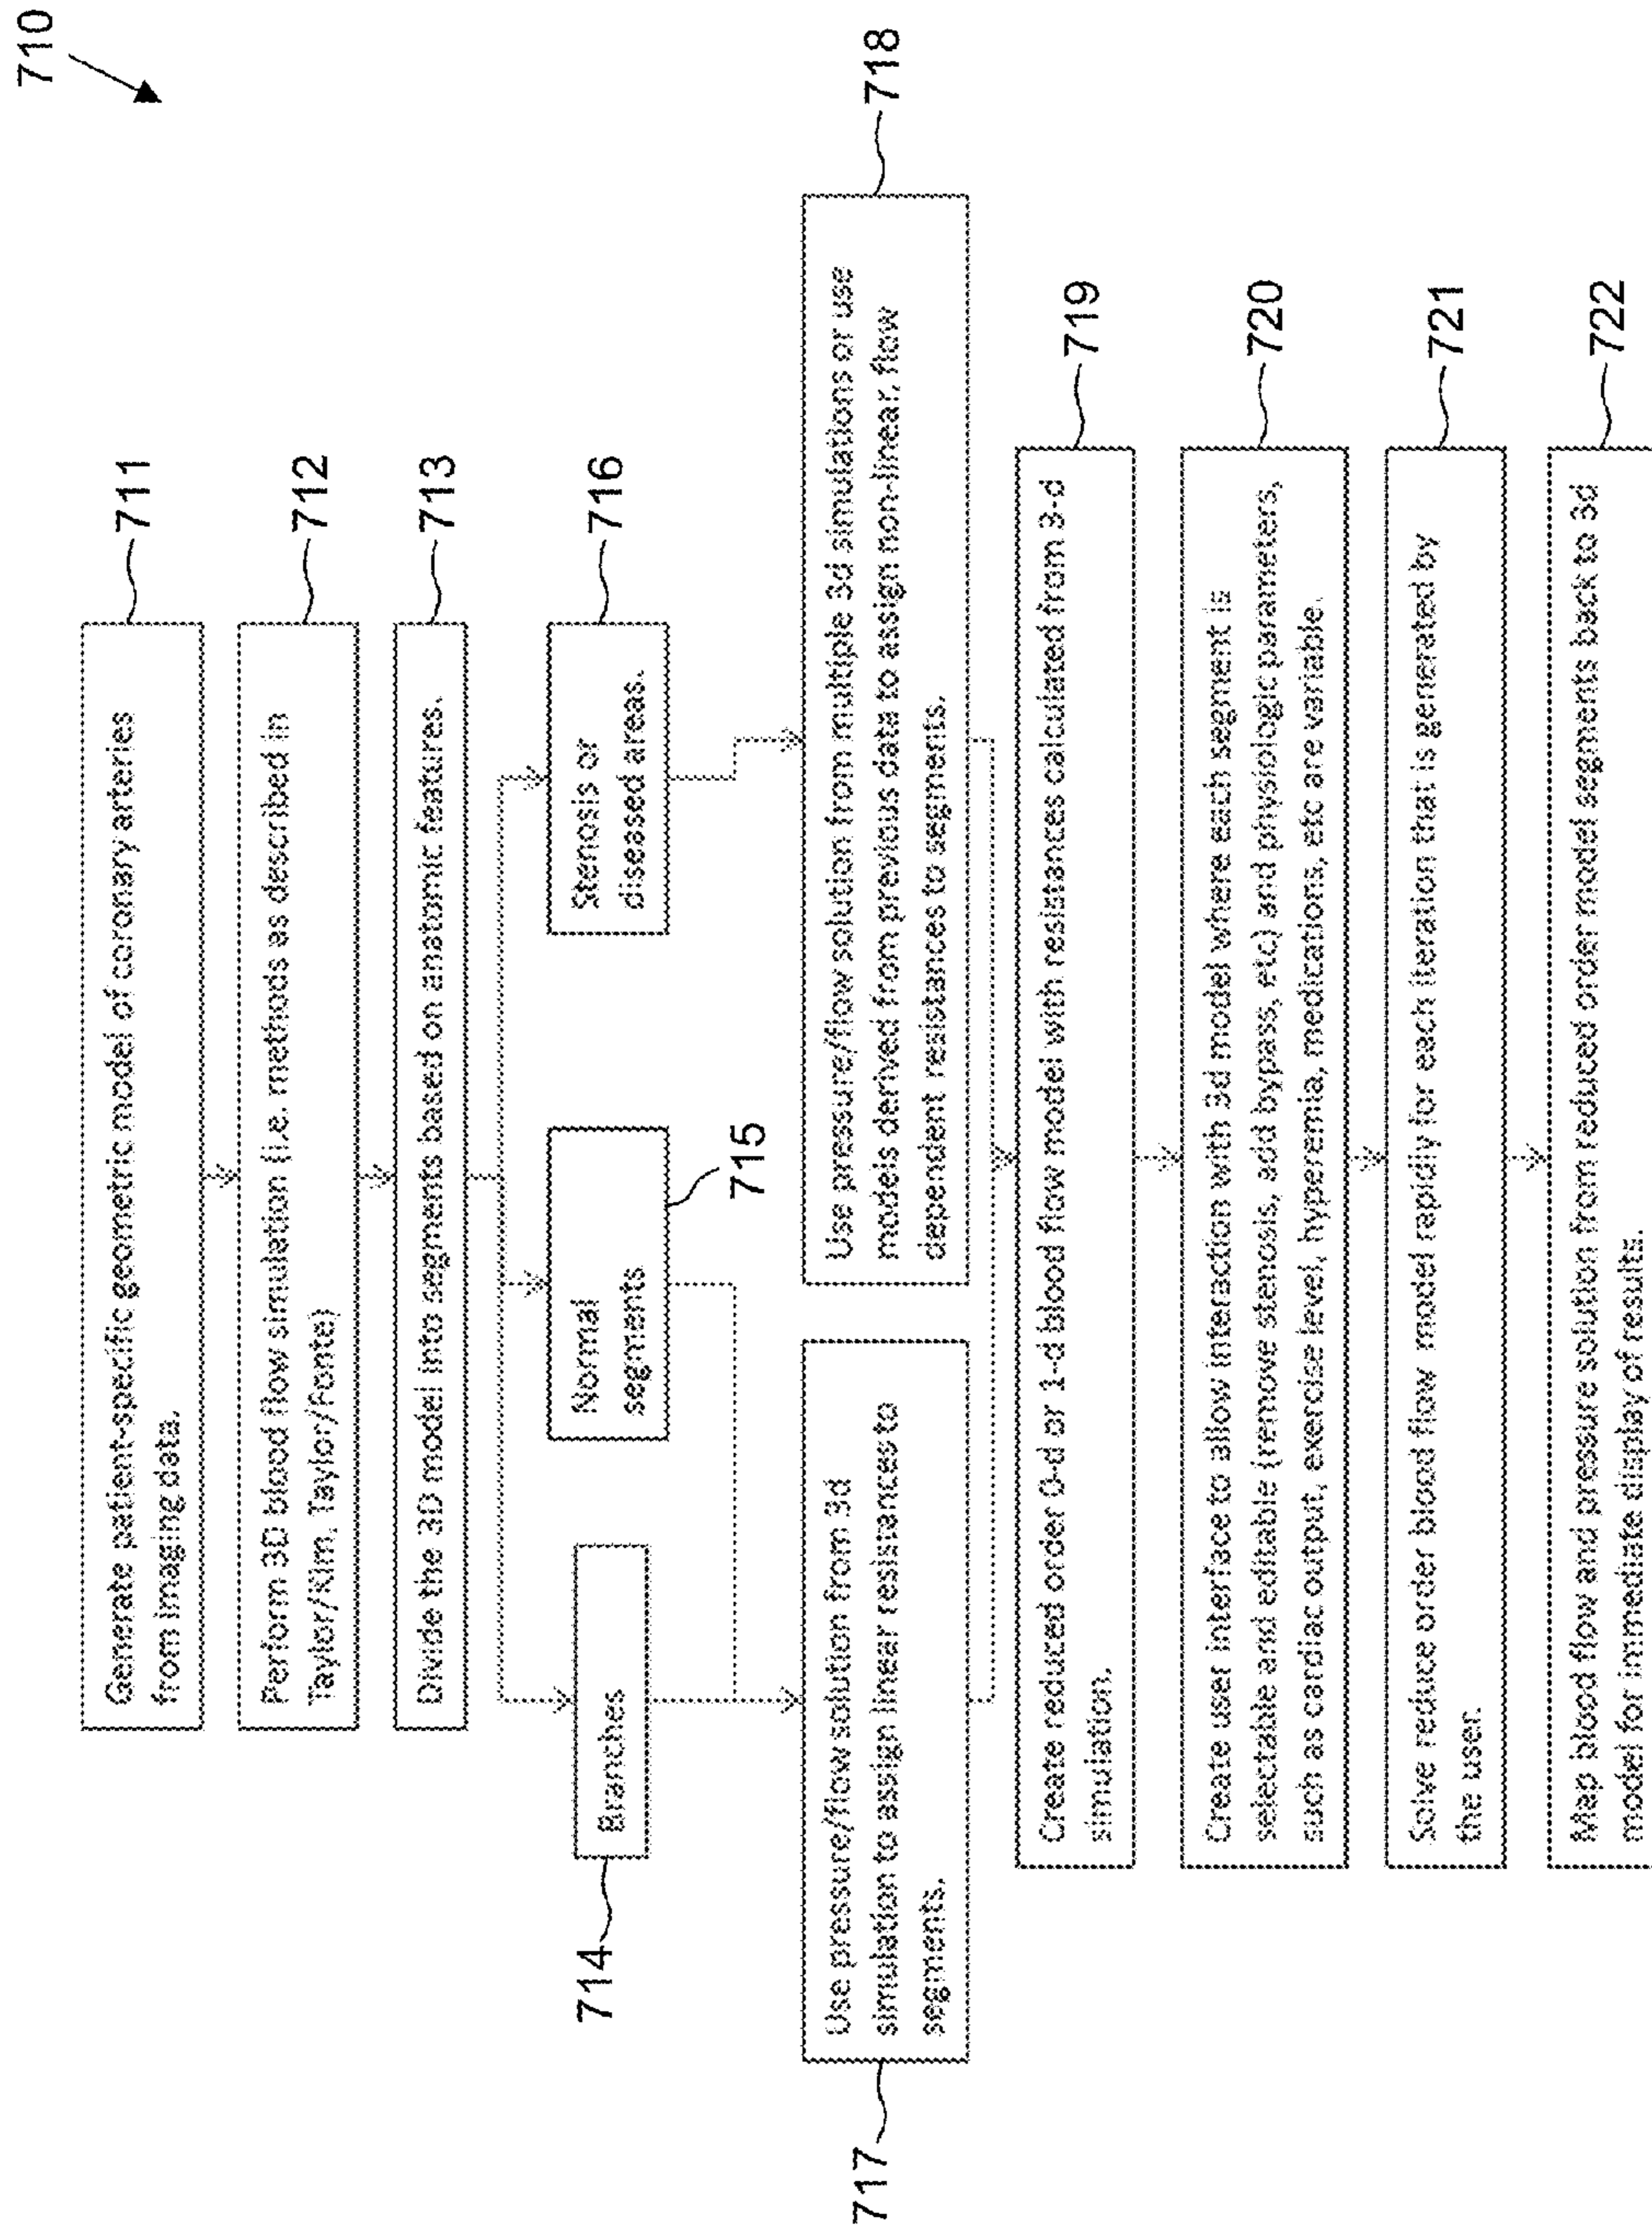 710
Generate patient-specific geometric model of coronary arteries
from imaging data.
711
Perform 3D blood flow simulation (i.e. methods as described in
Taylor/Kim, Taylor/Fonte)
712
Divide the 3D model into segments based on anatomic features.
713
714
Branches
Normal
segments
715
Stenosis or
diseased areas.
716
717
Use pressure/flow solution from 3d
simulation to assign linear resistances to
segments.
Use pressure/flow solution from multiple 3d simulations or use
models derived from previous data to assign non-linear, flow
dependent resistances to segments.
718
Create reduced order 0-d or 1-d blood flow model with resistances calculated from 3-d
simulation.
719
Create user interface to allow interaction with 3d model where each segment is
selectable and editable (remove stenosis, add bypass, etc) and physiologic parameters,
such as cardiac output, exercise level, hyperemia, medications, etc are variable.
720
Solve reduce order blood flow model rapidly for each iteration that is generated by
the user.
721
Map blood flow and pressure solution from reduced order model segments back to 3d
model for immediate display of results.
722